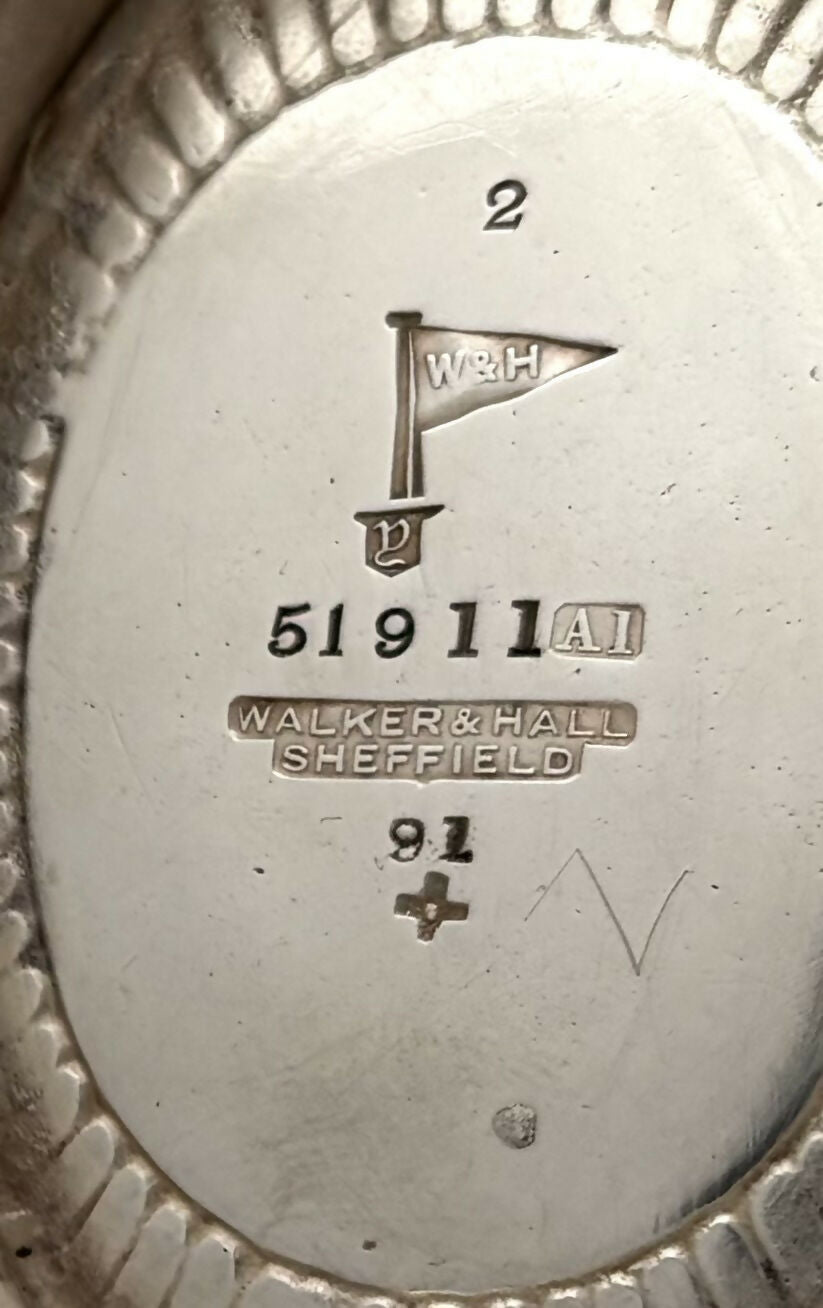 2
W&H
y
51911 A1
WALKER & HALL
SHEFFIELD
91